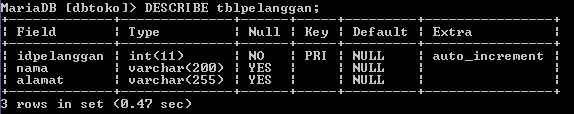 MariaDB [dbtoko]> DESCRIBE tblpelanggan;
+-------------+--------------+------+-----+---------+----------------+
| Field       | Type         | Null | Key | Default | Extra          |
+-------------+--------------+------+-----+---------+----------------+
| idpelanggan | int(11)      | NO   | PRI | NULL    | auto_increment |
| nama        | varchar(200) | YES  |     | NULL    |                |
| alamat      | varchar(255) | YES  |     | NULL    |                |
+-------------+--------------+------+-----+---------+----------------+
3 rows in set (0.47 sec)